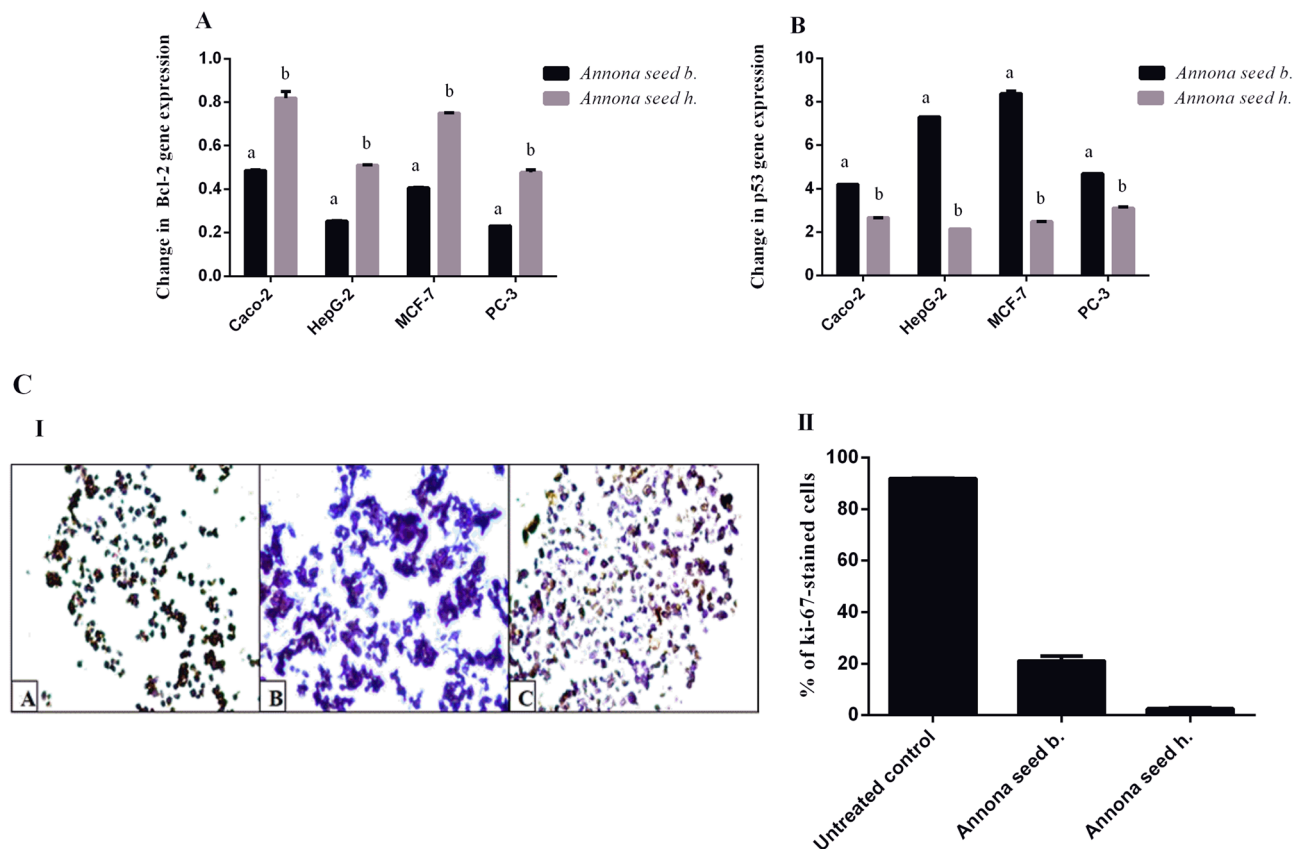 A
Change in Bcl-2 gene expression
1.0
0.8
0.6
0.4
0.2
0.0
a
b
a
b
a
b
a
b
Caco-2
HepG-2
MCF-7
PC-3
Annona seed b.
Annona seed h.
B
Change in p53 gene expression
10
8
6
4
2
0
a
b
a
b
a
b
a
b
Caco-2
HepG-2
MCF-7
PC-3
Annona seed b.
Annona seed h.
C
I
A
B
C
II
% of ki-67-stained cells
100
80
60
40
20
0
Untreated control
Annona seed b.
Annona seed h.